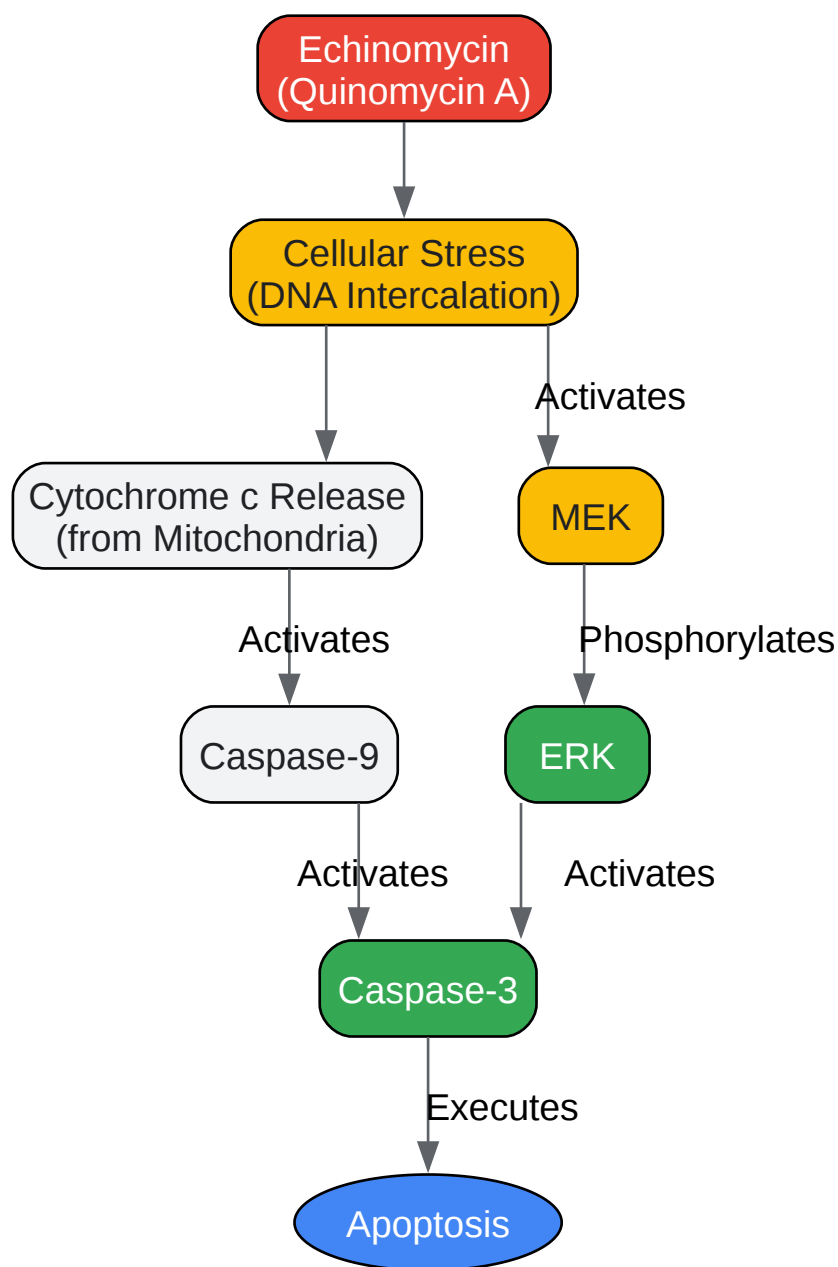 Echinomycin
(Quinomycin A)
Cellular Stress
(DNA Intercalation)
Activates
Cytochrome c Release
(from Mitochondria)
MEK
Activates
Phosphorylates
Caspase-9
ERK
Activates
Activates
Caspase-3
Executes
Apoptosis